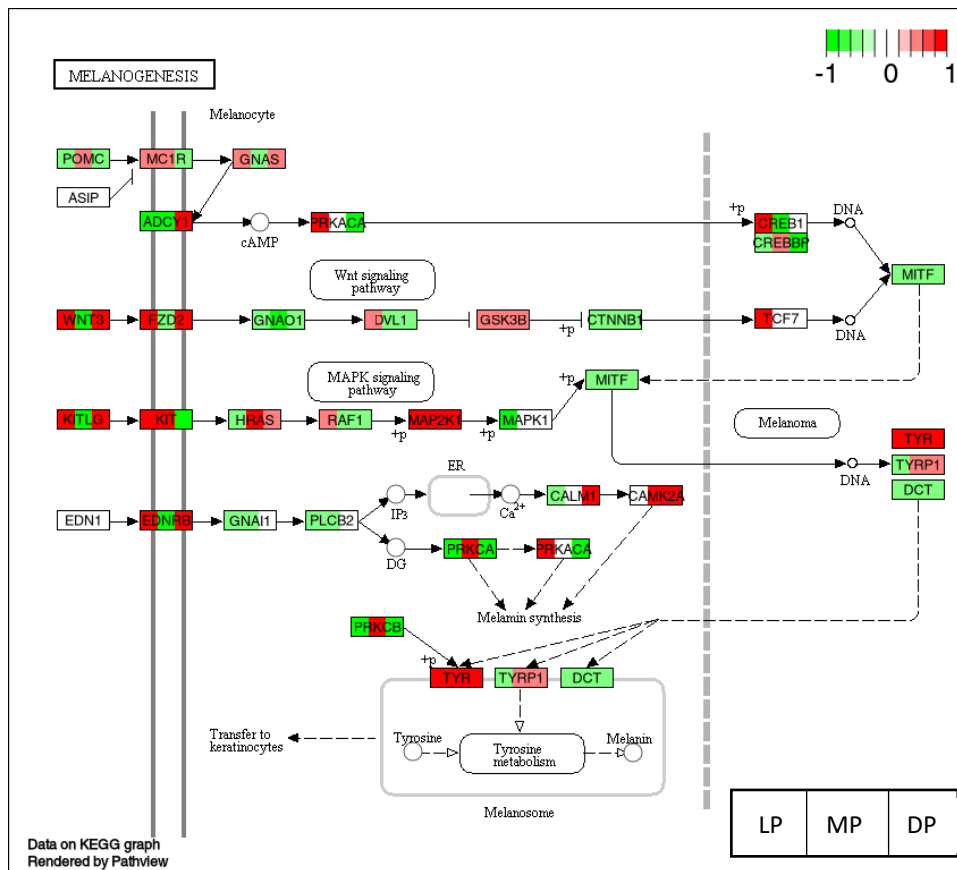 -1 0 1
MELANOGENESIS
Melanocyte
POMC MC1R GNAS
ASIP
ADCY1
cAMP
PRKACA
+p
CREB1
CREBBP
DNA
MITF
Wnt signaling
pathway
WNT3 FZD2 GNAO1 DVL1 GSK3B
+p
CTNNB1 TCF7
DNA
MAPK signaling
pathway
+p
MITF
KITLG KIT HRAS RAF1
+p
MAP2K1
+p
MAPK1
Melanoma
TYR
TYRP1
DCT
DNA
ER
IP3
Ca2+
CALM1 CAMK2A
EDN1 EDNRB GNAI1 PLCB2
DG
PRKCA PRKACA
Melamin synthesis
PRKCB
+p
TYR TYRP1 DCT
Transfer to
keratinocytes
Tyrosine
Tyrosine
metabolism
Melanin
Melanosome
LP MP DP
Data on KEGG graph
Rendered by Pathview